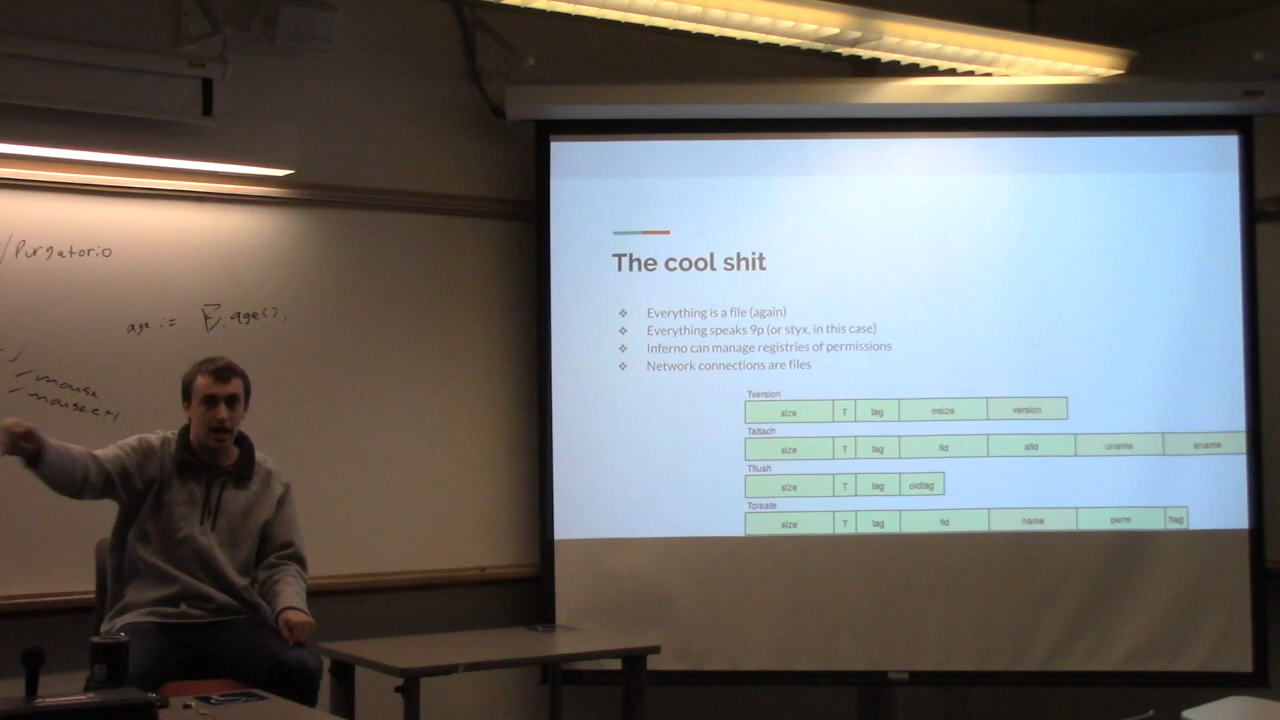 /Purgatorio
age := B.age();
/mouse
/mousectl
The cool shit
❖ Everything is a file (again)
❖ Everything speaks 9p (or styx, in this case)
❖ Inferno can manage registries of permissions
❖ Network connections are files
Tversion
size T tag msize version
Tattach
size T tag fid afid uname aname
Tflush
size T tag oldtag
Tcreate
size T tag fid name perm